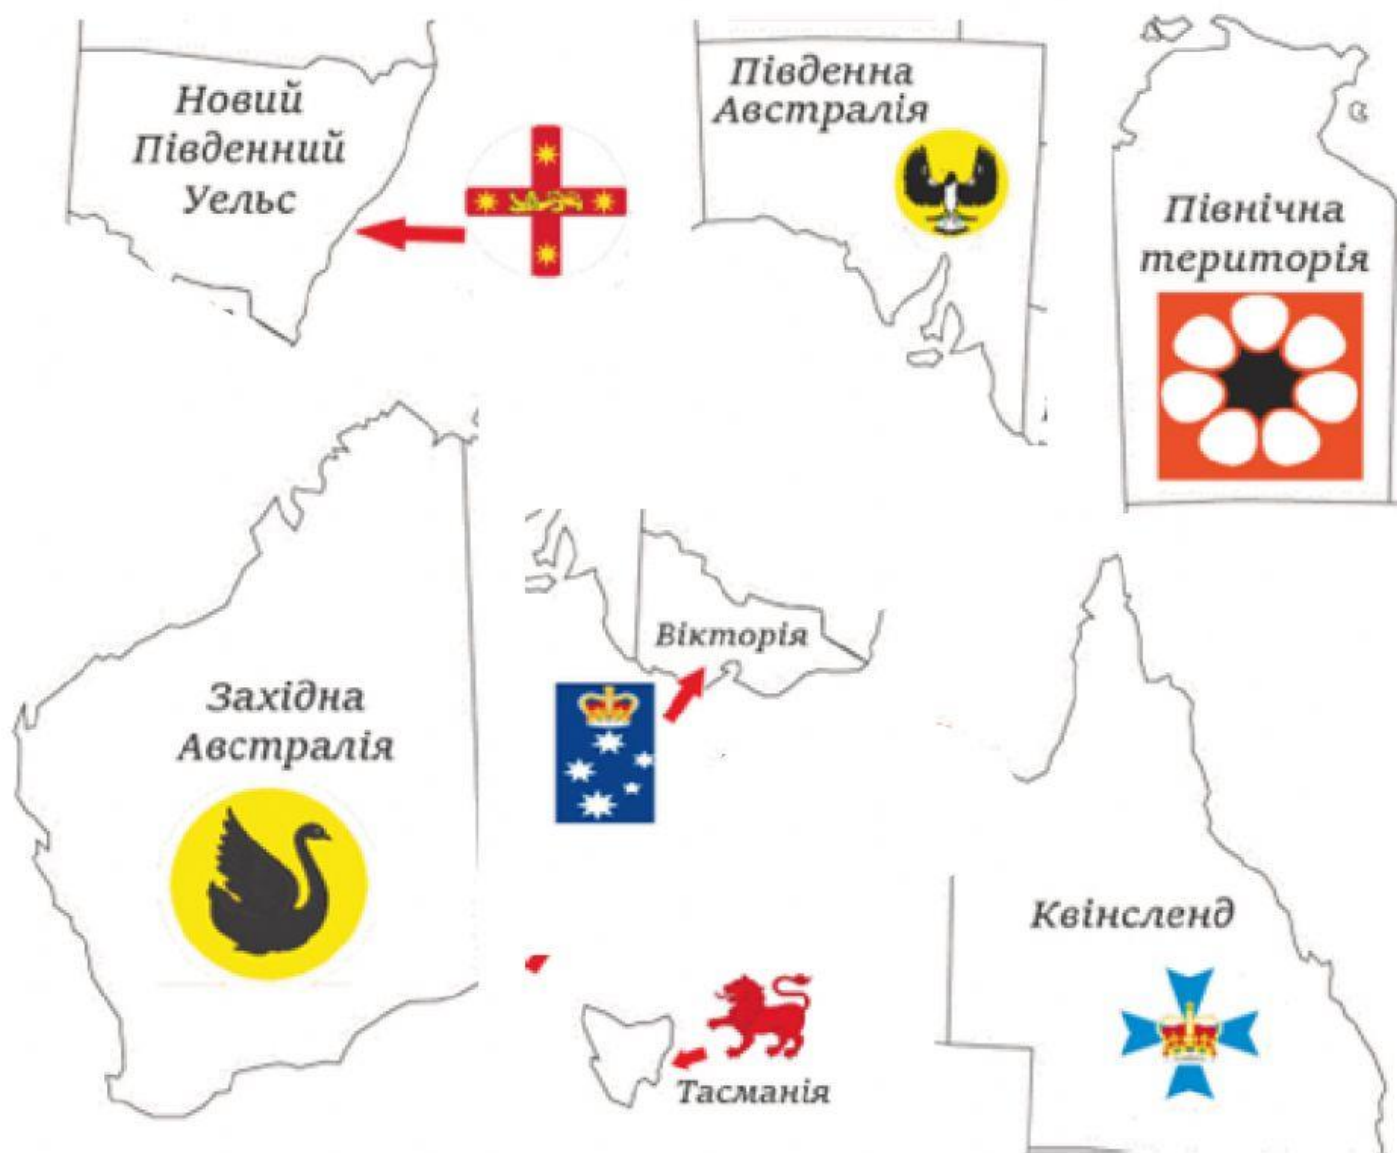 Новий
Південний
Уельс
Південна
Австралія
Північна
територія
Західна
Австралія
Вікторія
Квінсленд
Тасманія